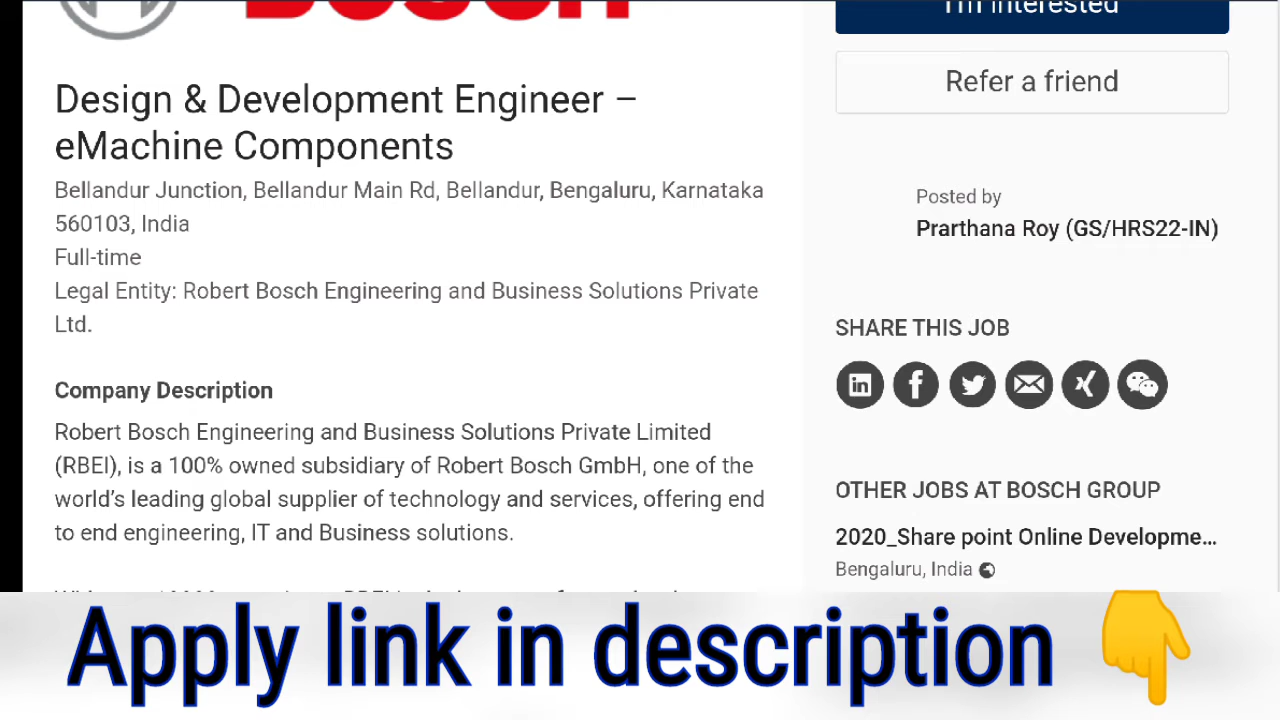 BOSCH
I'm interested
Design & Development Engineer –
eMachine Components
Bellandur Junction, Bellandur Main Rd, Bellandur, Bengaluru, Karnataka
560103, India
Full-time
Legal Entity: Robert Bosch Engineering and Business Solutions Private
Ltd.
Company Description
Robert Bosch Engineering and Business Solutions Private Limited
(RBEI), is a 100% owned subsidiary of Robert Bosch GmbH, one of the
world’s leading global supplier of technology and services, offering end
to end engineering, IT and Business solutions.
Refer a friend
Posted by
Prarthana Roy (GS/HRS22-IN)
SHARE THIS JOB
OTHER JOBS AT BOSCH GROUP
2020_Share point Online Developme...
Bengaluru, India
Apply link in description